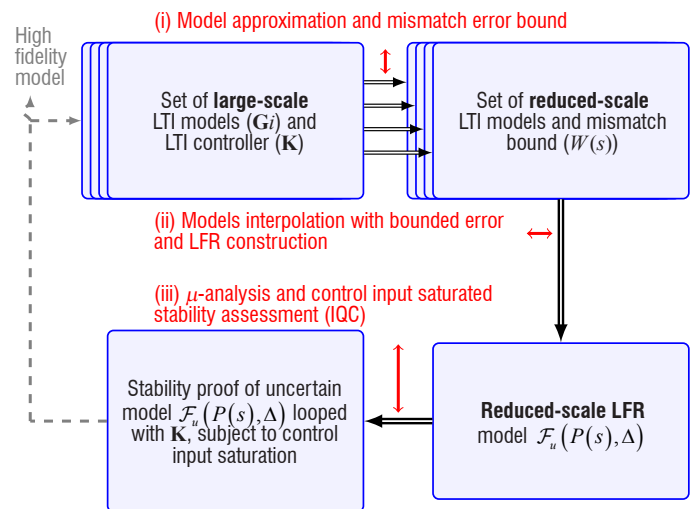 (i) Model approximation and mismatch error bound
High
fidelity
model
Set of large-scale
LTI models (Gi) and
LTI controller (K)
Set of reduced-scale
LTI models and mismatch
bound (W(s))
(ii) Models interpolation with bounded error
and LFR construction
(iii) μ-analysis and control input saturated
stability assessment (IQC)
Stability proof of uncertain
model ℱᵤ(P(s),Δ) looped
with K, subject to control
input saturation
Reduced-scale LFR
model ℱᵤ(P(s),Δ)